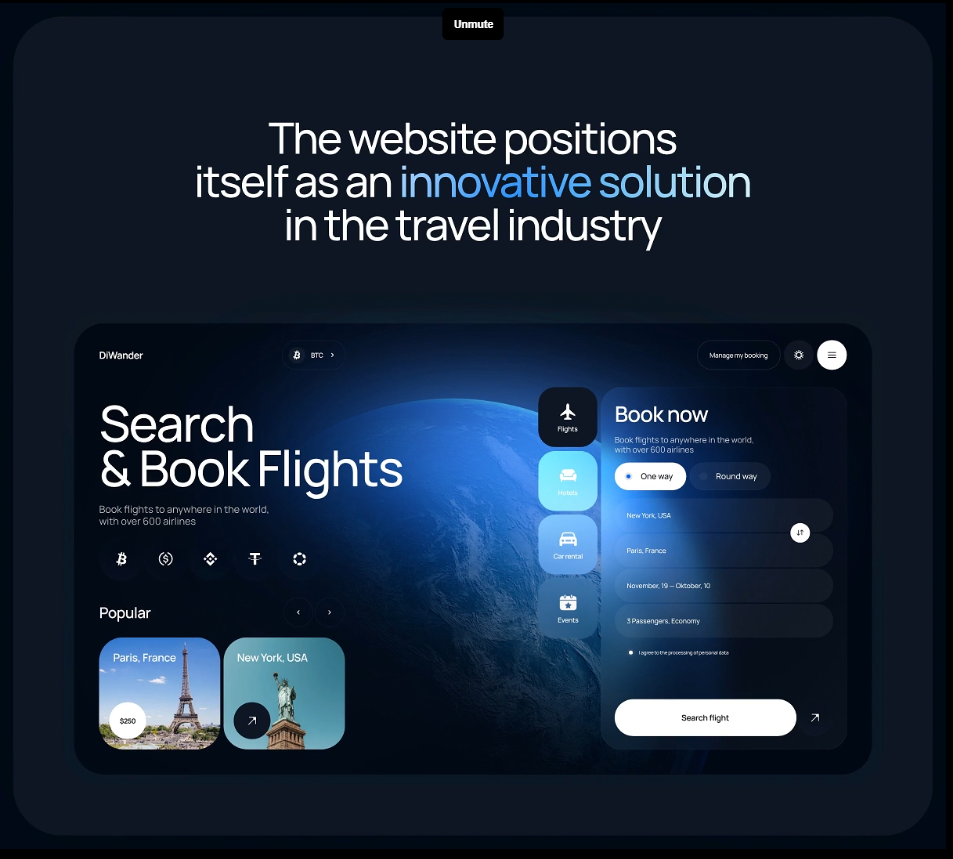 Unmute
The website positions
itself as an innovative solution
in the travel industry
DiWander
BTC
Manage my booking
Search
& Book Flights
Book flights to anywhere in the world,
with over 600 airlines
Popular
Paris, France
$250
New York, USA
Flights
Hotels
Car rental
Events
Book now
Book flights to anywhere in the world,
with over 600 airlines
One way
Round way
New York, USA
Paris, France
November, 19 — Oktober, 10
3 Passengers, Economy
I agree to the processing of personal data
Search flight